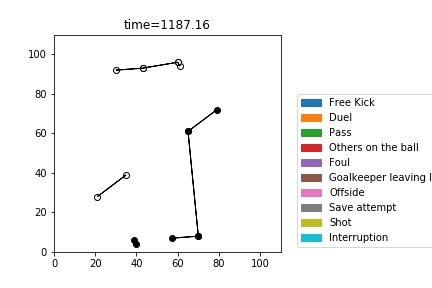 time=1187.16
100
80
60
40
20
0
0 20 40 60 80 100
Free Kick
Duel
Pass
Others on the ball
Foul
Goalkeeper leaving l
Offside
Save attempt
Shot
Interruption